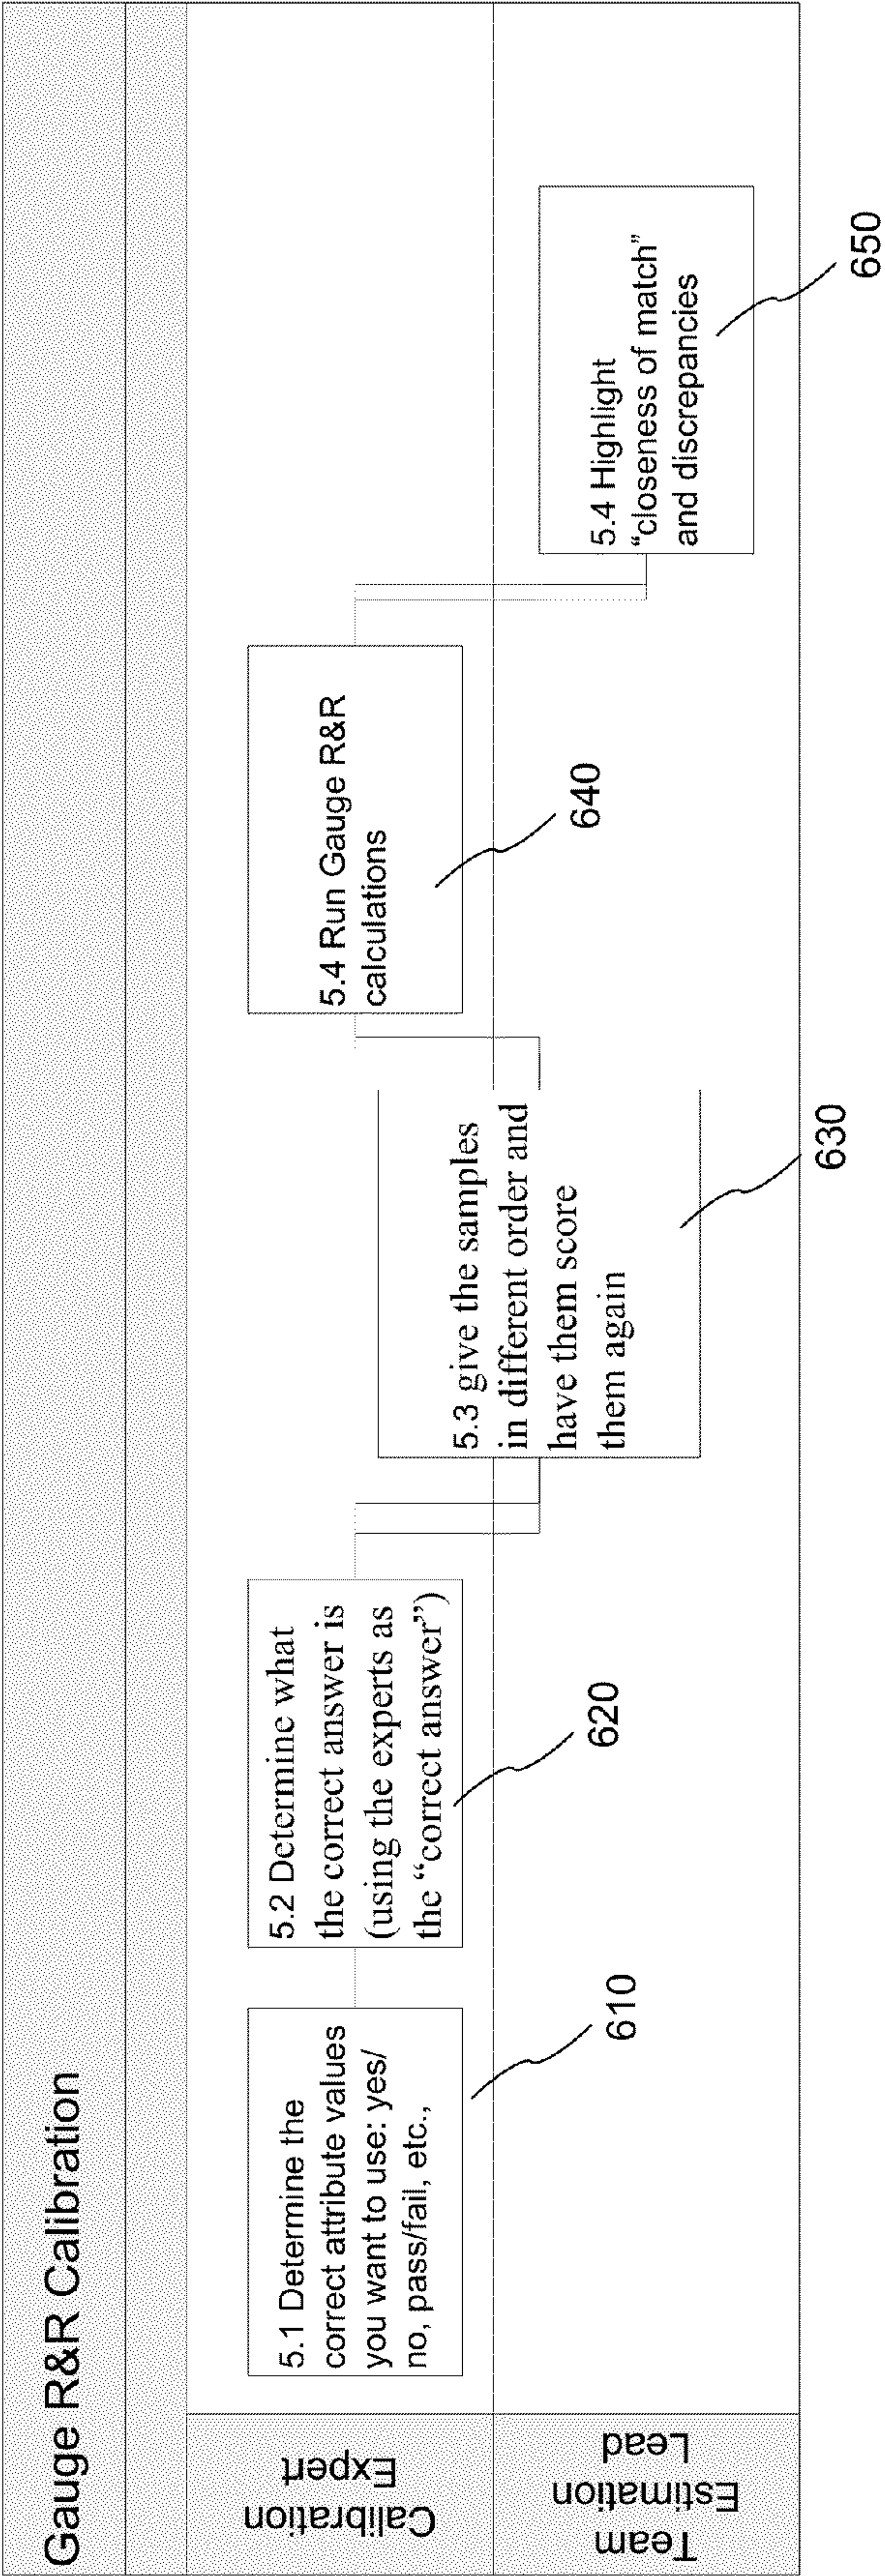 Gauge R&R Calibration
Calibration
Expert
Team
Estimation
Lead
5.1 Determine the
correct attribute values
you want to use: yes/
no, pass/fail, etc.,
610
5.2 Determine what
the correct answer is
(using the experts as
the “correct answer”)
620
5.3 give the samples
in different order and
have them score
them again
630
5.4 Run Gauge R&R
calculations
640
5.4 Highlight
“closeness of match”
and discrepancies
650